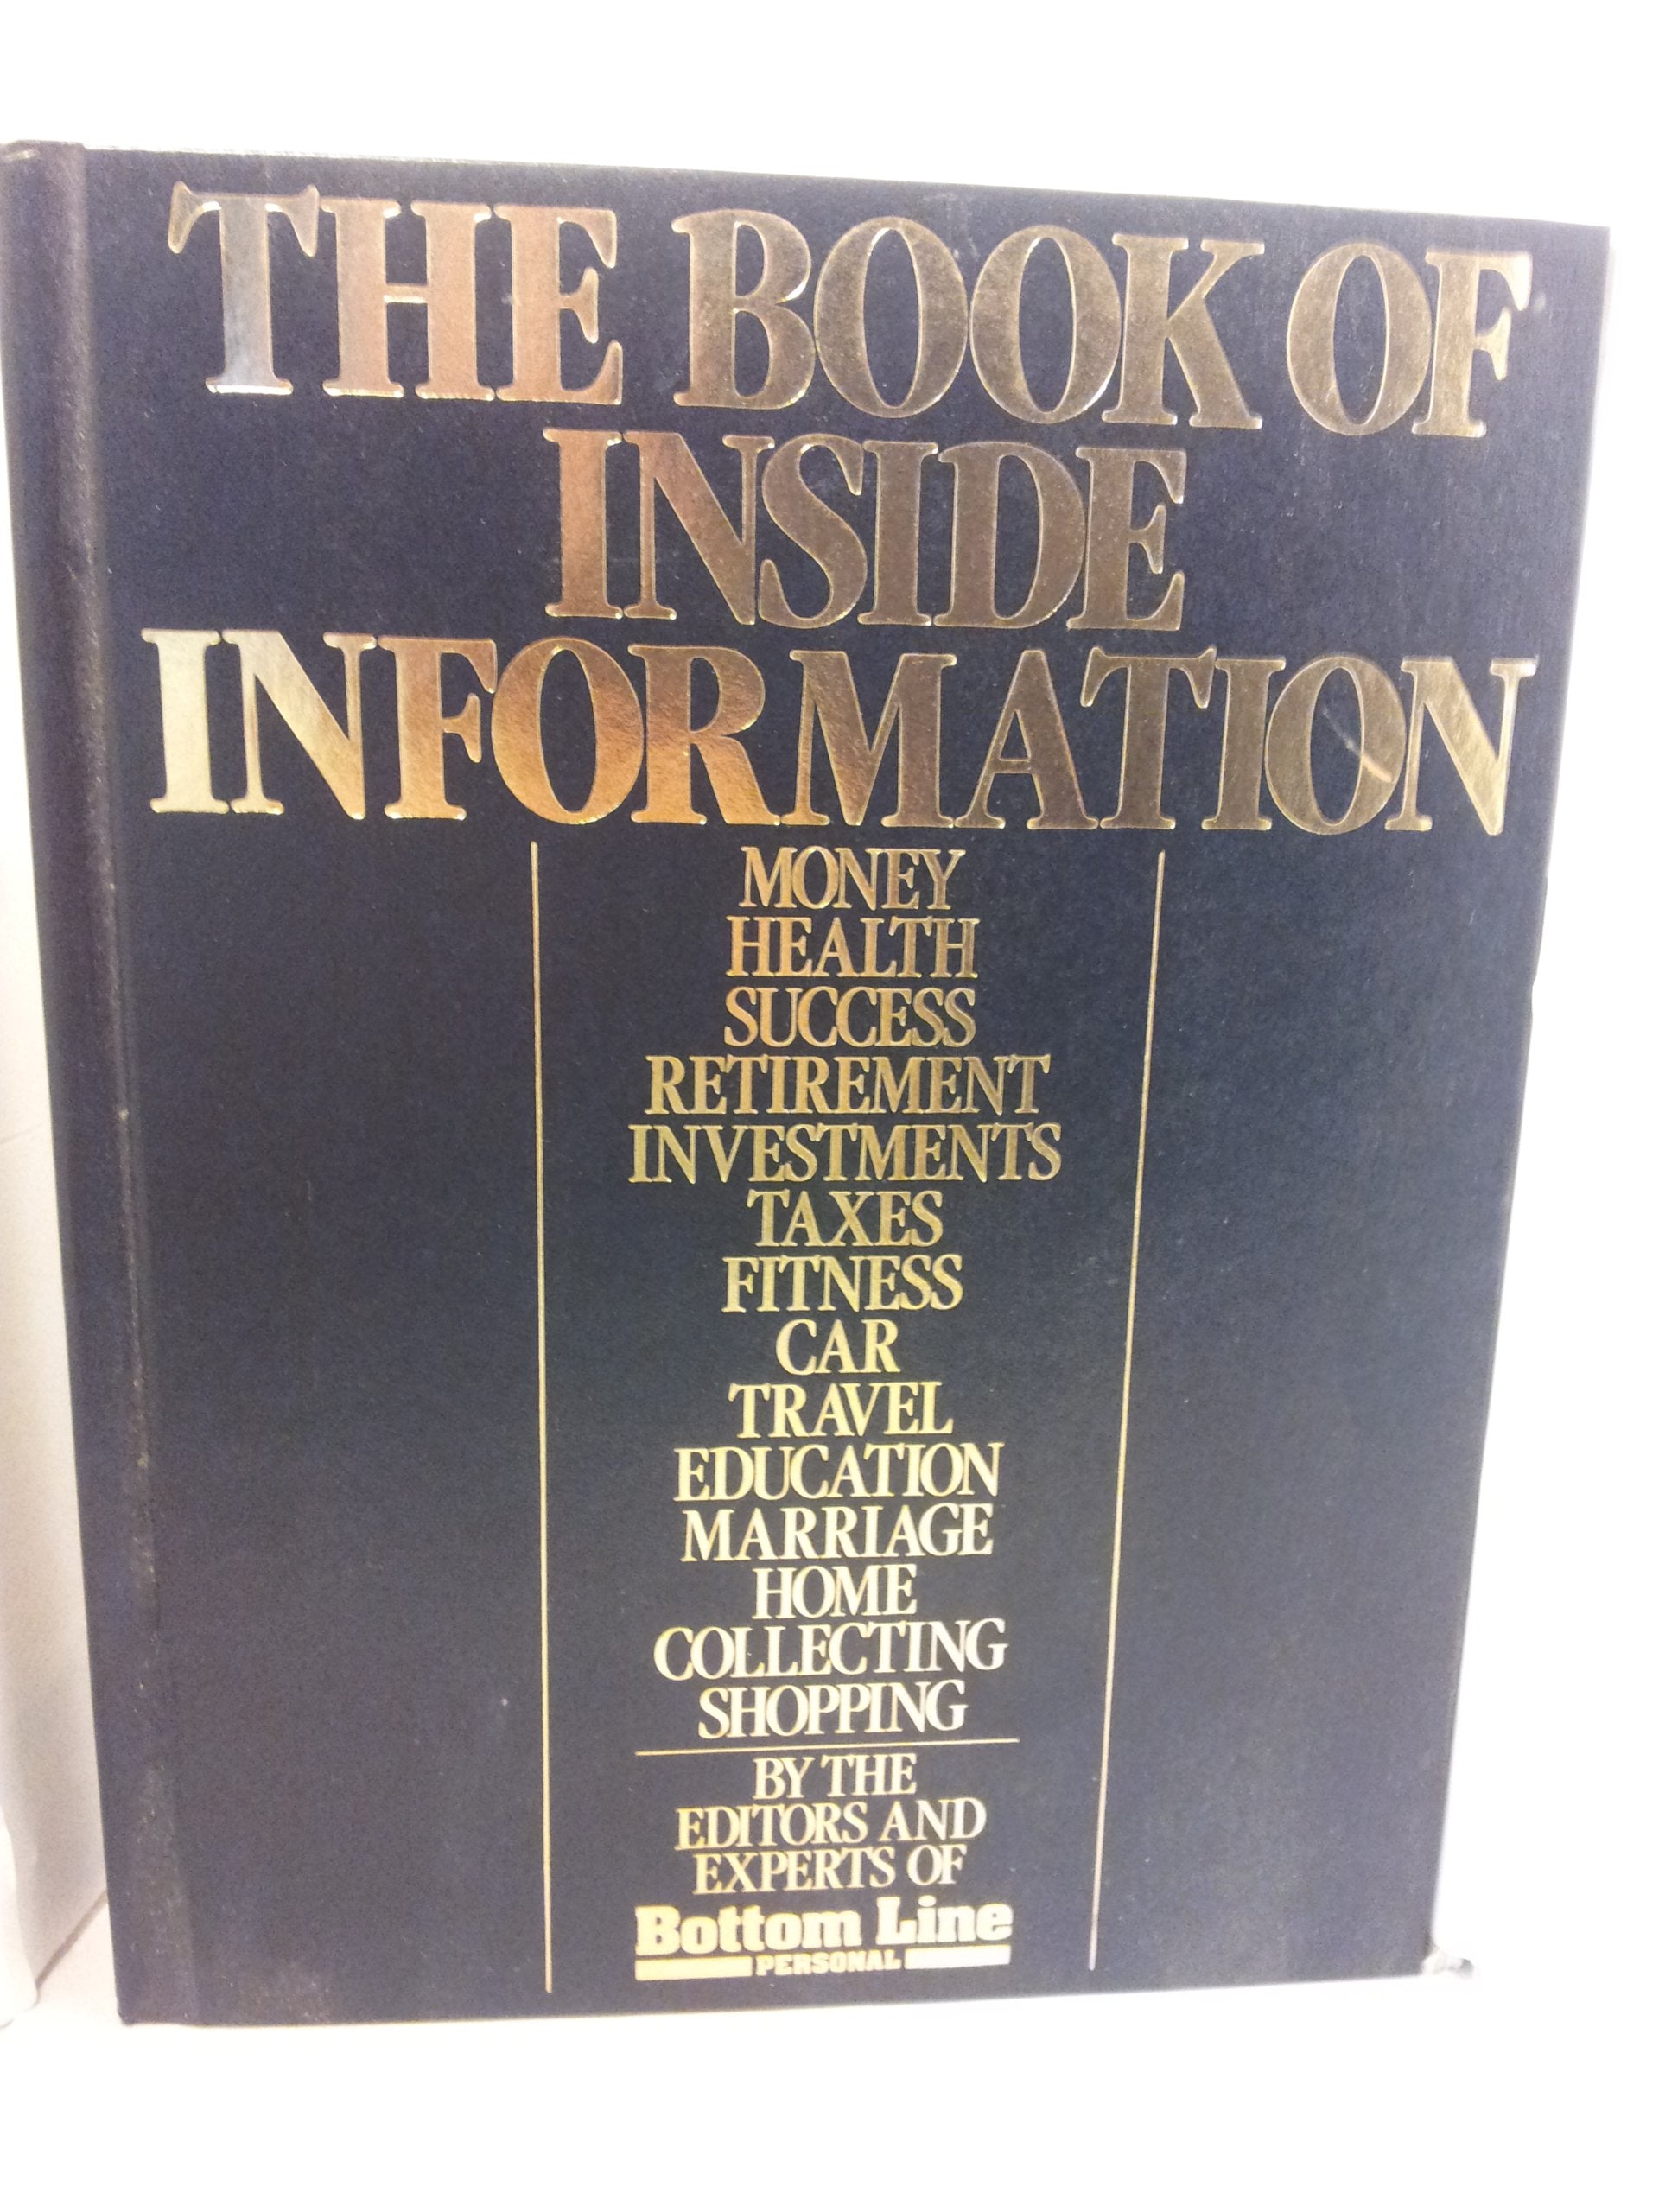 THE BOOK OF
INSIDE
INFORMATION
MONEY
HEALTH
SUCCESS
RETIREMENT
INVESTMENTS
TAXES
FITNESS
CAR
TRAVEL
EDUCATION
MARRIAGE
HOME
COLLECTING
SHOPPING
BY THE
EDITORS AND
EXPERTS OF
Bottom Line
PERSONAL